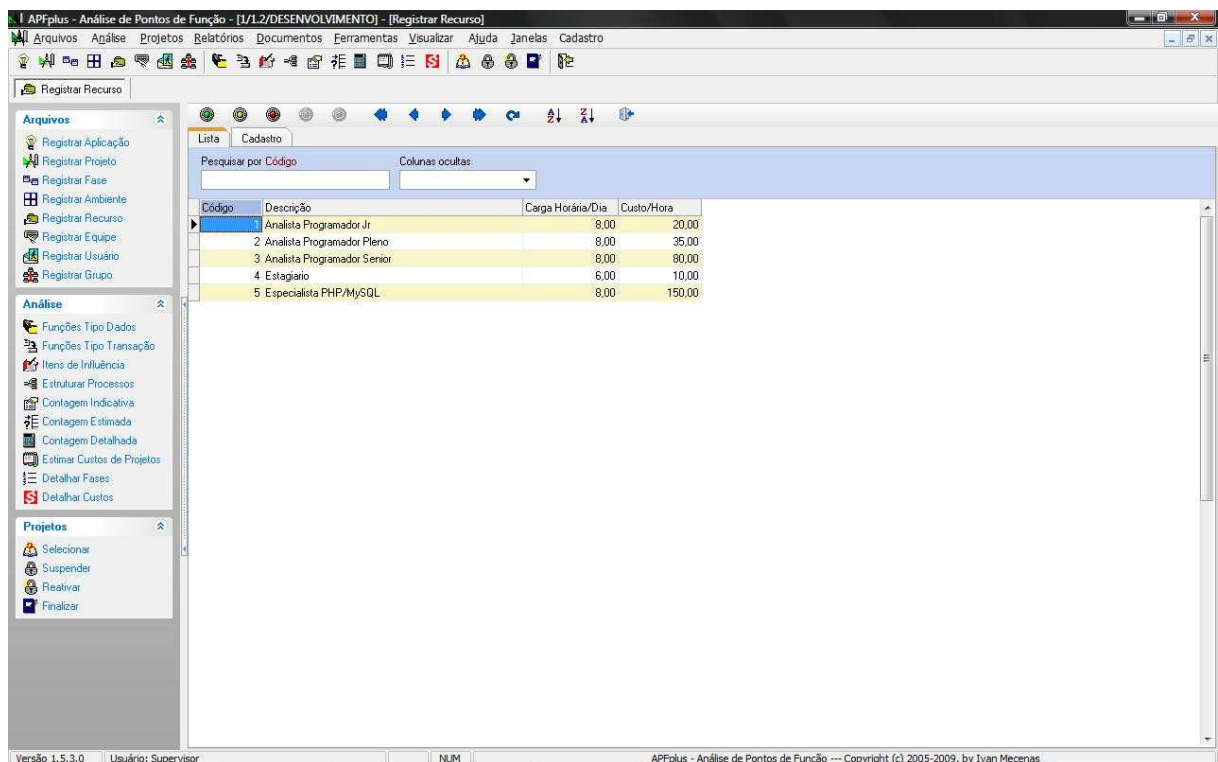 APFplus - Análise de Pontos de Função - [1/1.2/DESENVOLVIMENTO] - [Registrar Recurso]
Arquivos Análise Projetos Relatórios Documentos Ferramentas Visualizar Ajuda Janelas Cadastro
Registrar Recurso
Arquivos
Registrar Aplicação
Registrar Projeto
Registrar Fase
Registrar Ambiente
Registrar Recurso
Registrar Equipe
Registrar Usuário
Registrar Grupo
Análise
Funções Tipo Dados
Funções Tipo Transação
Itens de Influência
Estruturar Processos
Contagem Indicativa
Contagem Estimada
Contagem Detalhada
Estimar Custos de Projetos
Detalhar Fases
Detalhar Custos
Projetos
Selecionar
Suspender
Reativar
Finalizar
Lista Cadastro
Pesquisar por Código Colunas ocultas
Código Descrição Carga Horária/Dia Custo/Hora
1 Analista Programador Jr 8,00 20,00
2 Analista Programador Pleno 8,00 35,00
3 Analista Programador Senior 8,00 80,00
4 Estagiario 6,00 10,00
5 Especialista PHP/MySQL 8,00 150,00
Versão 1.5.3.0 Usuário: Supervisor NUM APFplus - Análise de Pontos de Função --- Copyright (c) 2005-2009, by Ivan Mecenas